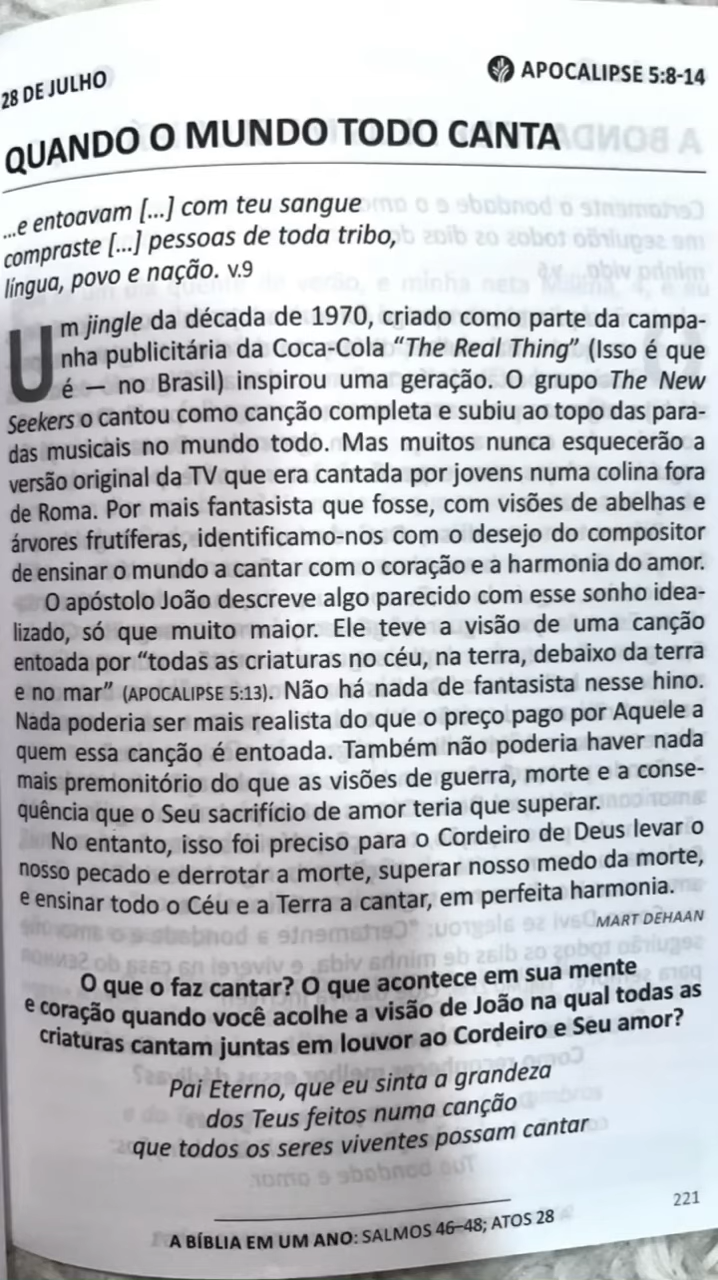 28 DE JULHO
APOCALIPSE 5:8-14
QUANDO O MUNDO TODO CANTA
...e entoavam [...] com teu sangue
compraste [...] pessoas de toda tribo,
língua, povo e nação. v.9
Um jingle da década de 1970, criado como parte da campa-
nha publicitária da Coca-Cola “The Real Thing” (Isso é que
é — no Brasil) inspirou uma geração. O grupo The New
Seekers o cantou como canção completa e subiu ao topo das para-
das musicais no mundo todo. Mas muitos nunca esquecerão a
versão original da TV que era cantada por jovens numa colina fora
de Roma. Por mais fantasista que fosse, com visões de abelhas e
árvores frutíferas, identificamo-nos com o desejo do compositor
de ensinar o mundo a cantar com o coração e a harmonia do amor.
O apóstolo João descreve algo parecido com esse sonho idea-
lizado, só que muito maior. Ele teve a visão de uma canção
entoada por “todas as criaturas no céu, na terra, debaixo da terra
e no mar” (APOCALIPSE 5:13). Não há nada de fantasista nesse hino.
Nada poderia ser mais realista do que o preço pago por Aquele a
quem essa canção é entoada. Também não poderia haver nada
mais premonitório do que as visões de guerra, morte e a conse-
quência que o Seu sacrifício de amor teria que superar.
No entanto, isso foi preciso para o Cordeiro de Deus levar o
nosso pecado e derrotar a morte, superar nosso medo da morte,
e ensinar todo o Céu e a Terra a cantar, em perfeita harmonia.
MART DEHAAN
O que o faz cantar? O que acontece em sua mente
e coração quando você acolhe a visão de João na qual todas as
criaturas cantam juntas em louvor ao Cordeiro e Seu amor?
Pai Eterno, que eu sinta a grandeza
dos Teus feitos numa canção
que todos os seres viventes possam cantar
221
A BÍBLIA EM UM ANO: SALMOS 46–48; ATOS 28